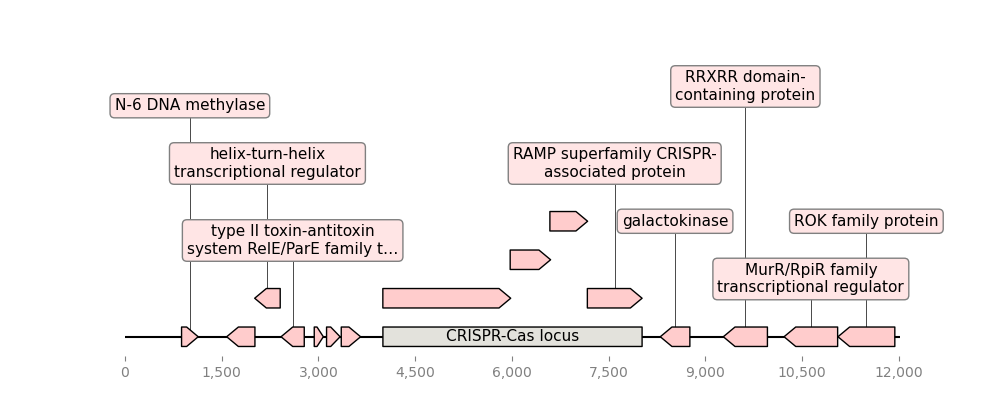 RRXRR domain-
containing protein
N-6 DNA methylase
helix-turn-helix
transcriptional regulator
RAMP superfamily CRISPR-
associated protein
type II toxin-antitoxin
system RelE/ParE family t...
galactokinase
ROK family protein
MurR/RpiR family
transcriptional regulator
CRISPR-Cas locus
0 1,500 3,000 4,500 6,000 7,500 9,000 10,500 12,000